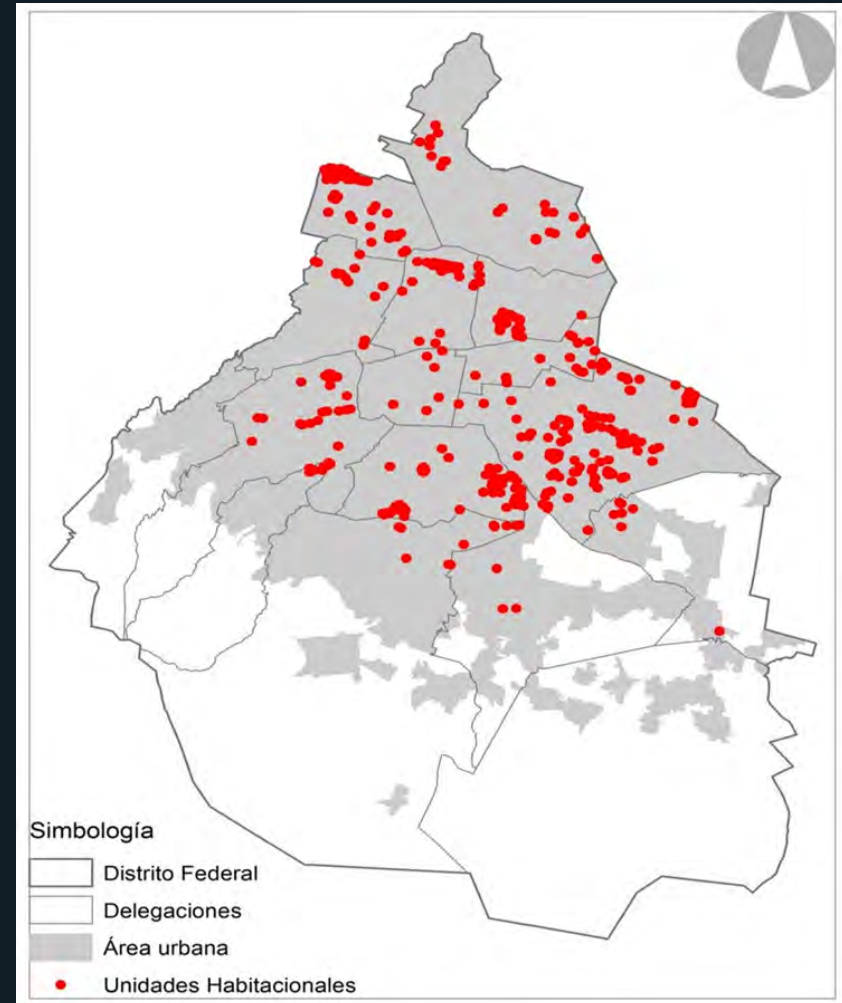 Simbología
Distrito Federal
Delegaciones
Área urbana
Unidades Habitacionales